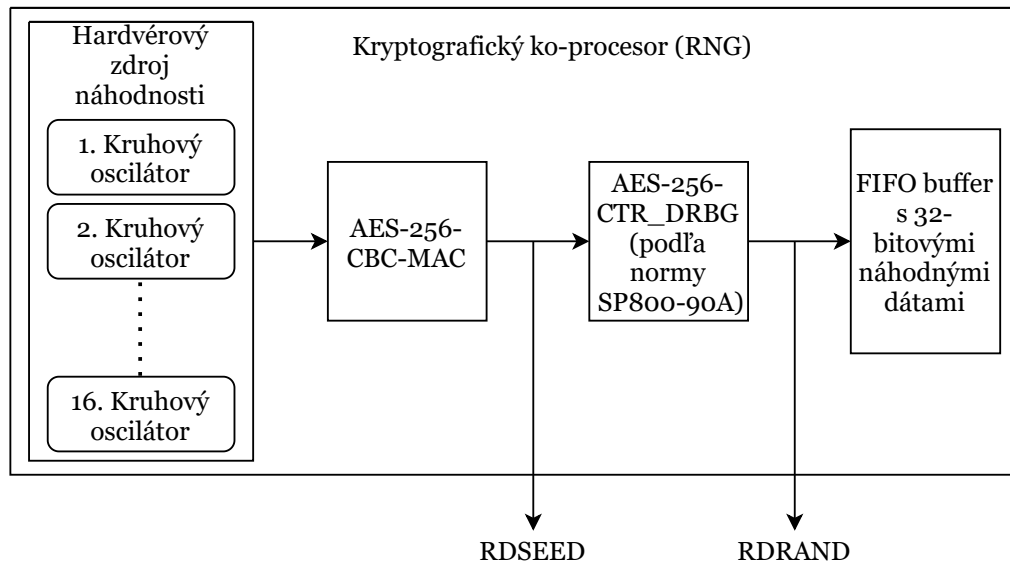 Hardvérový
zdroj
náhodnosti
Kryptografický ko-procesor (RNG)
1. Kruhový
oscilátor
2. Kruhový
oscilátor
16. Kruhový
oscilátor
AES-256-
CBC-MAC
AES-256-
CTR_DRBG
(podľa
normy
SP800-90A)
FIFO buffer
s 32-
bitovými
náhodnými
dátami
RDSEED
RDRAND